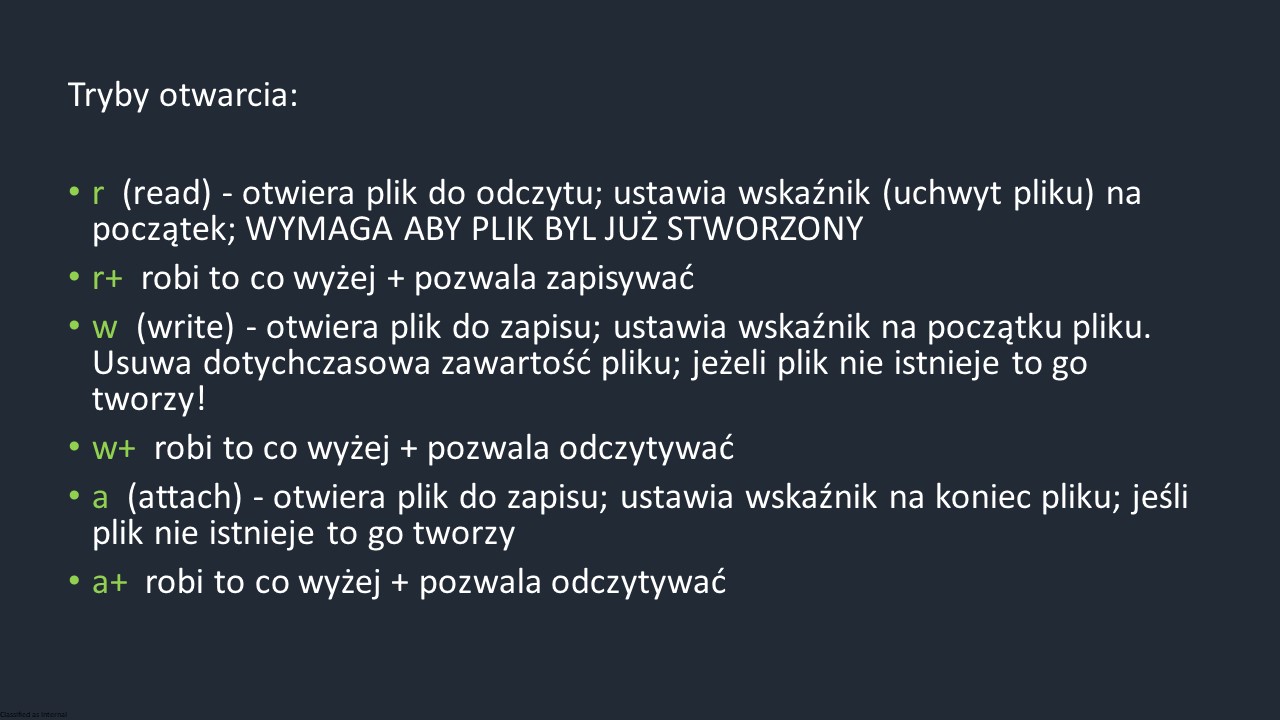 Tryby otwarcia:
• r (read) - otwiera plik do odczytu; ustawia wskaźnik (uchwyt pliku) na
początek; WYMAGA ABY PLIK BYL JUŻ STWORZONY
• r+ robi to co wyżej + pozwala zapisywać
• w (write) - otwiera plik do zapisu; ustawia wskaźnik na początku pliku.
Usuwa dotychczasowa zawartość pliku; jeżeli plik nie istnieje to go
tworzy!
• w+ robi to co wyżej + pozwala odczytywać
• a (attach) - otwiera plik do zapisu; ustawia wskaźnik na koniec pliku; jeśli
plik nie istnieje to go tworzy
• a+ robi to co wyżej + pozwala odczytywać
Classified as Internal